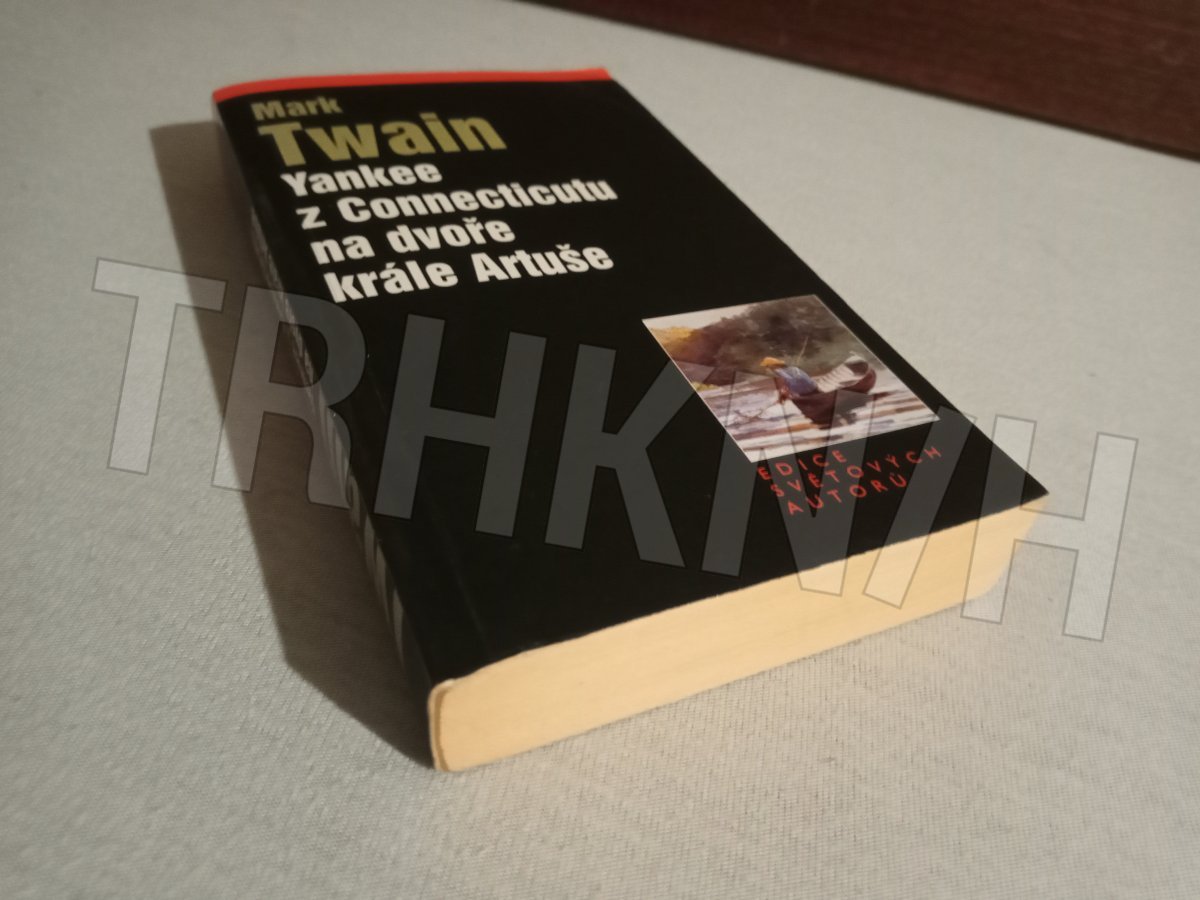 Mark
Twain
Yankee
z Connecticutu
na dvoře
krále Artuše
EDICE
SVĚTOVÝCH
AUTORŮ
TRHKNIH